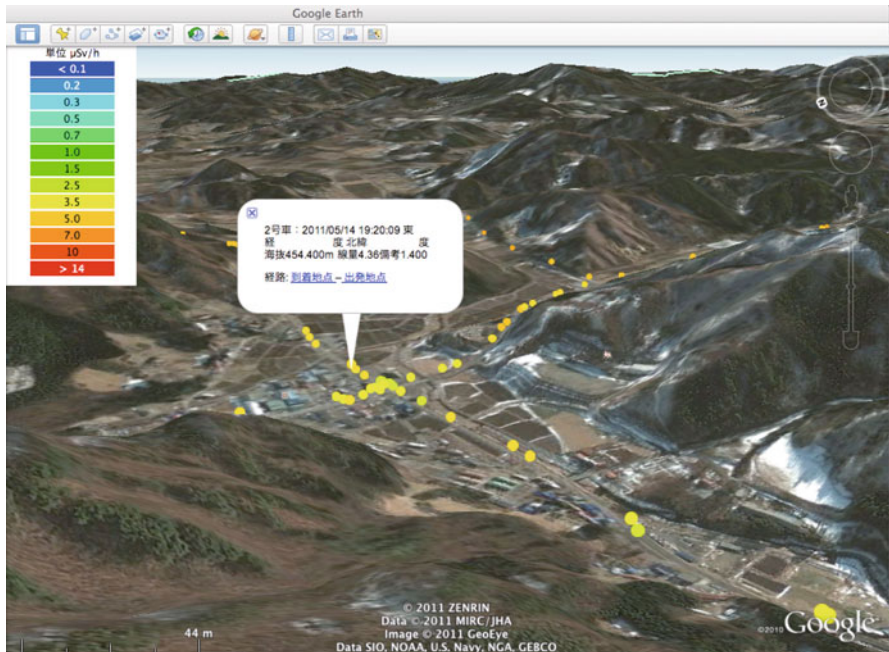 Google Earth
単位 μSv/h
< 0.1
0.2
0.3
0.5
0.7
1.0
1.5
2.5
3.5
5.0
7.0
10
> 14
2号車：2011/05/14 19:20:09 東
経 度 北緯 度
海抜454.400m 線量4.36備考1.400
経路: 到着地点 – 出発地点
N
© 2011 ZENRIN
Data © 2011 MIRC/JHA
Image © 2011 GeoEye
Data SIO, NOAA, U.S. Navy, NGA, GEBCO
44 m
©2010 Google